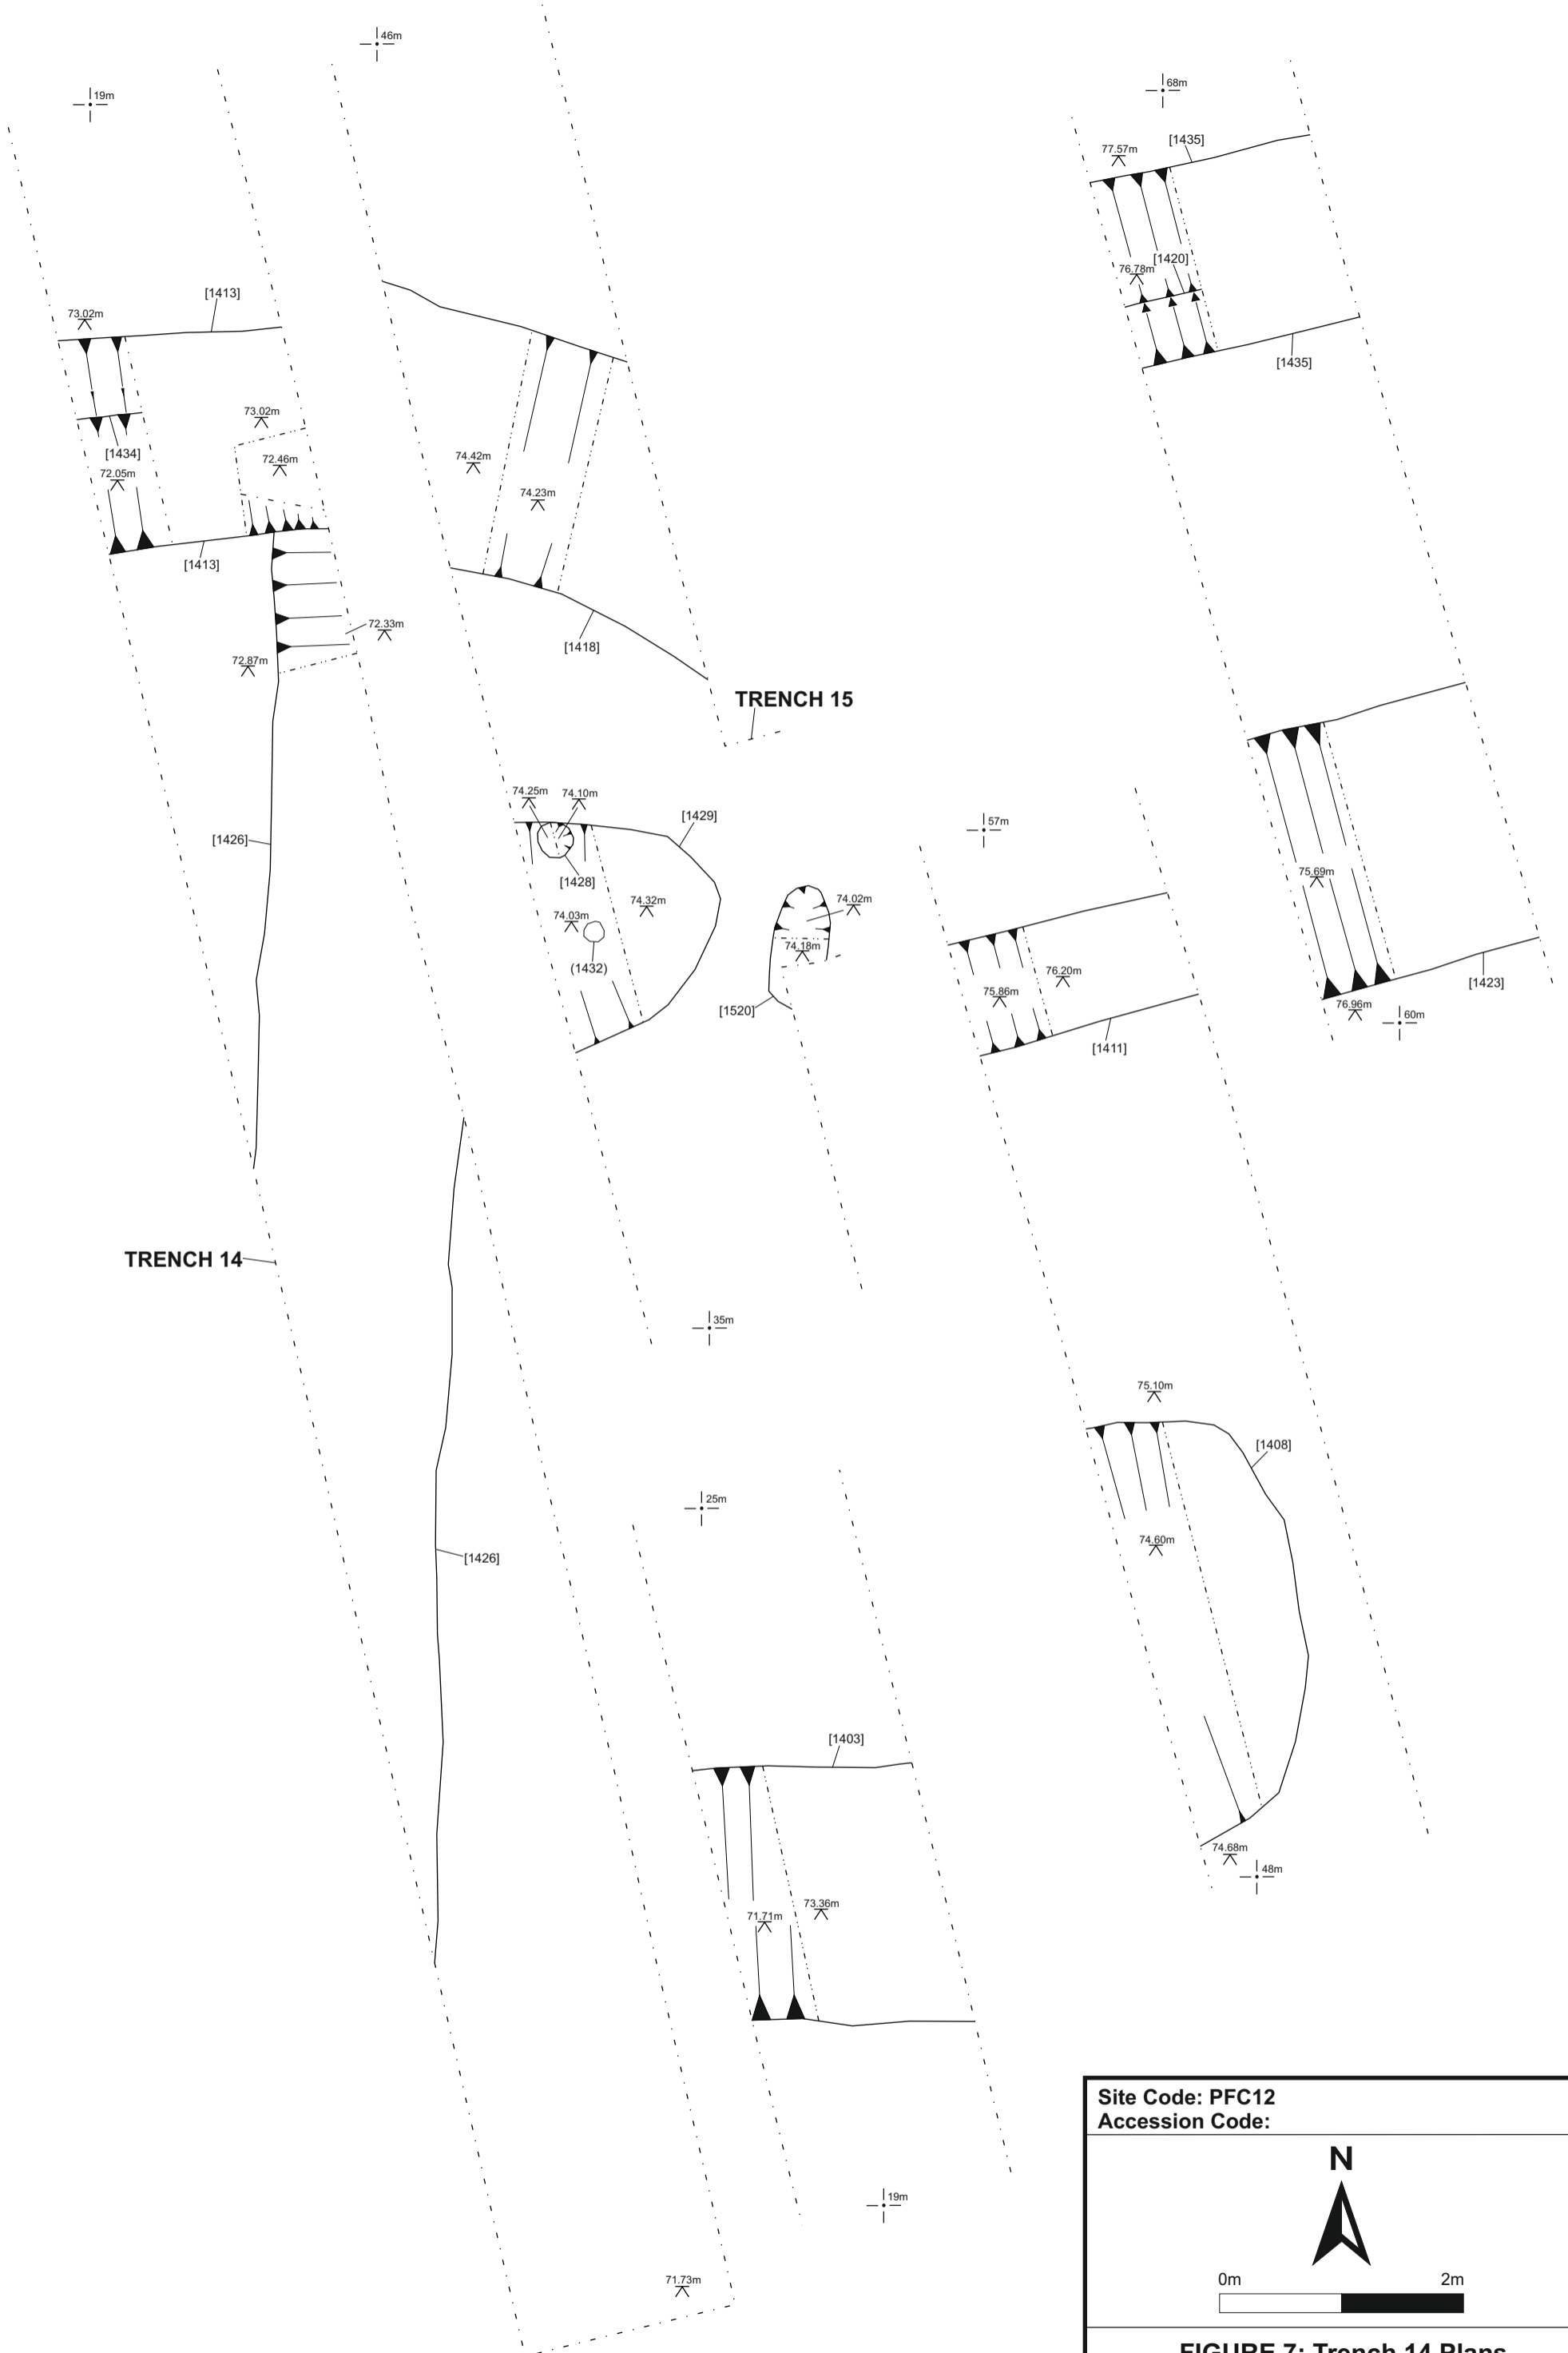 46m
19m
68m
[1435]
77.57m
[1420]
76.78m
[1413]
73.02m
[1435]
73.02m
[1434]
72.46m
72.05m
74.42m
74.23m
[1413]
72.33m
[1418]
72.87m
TRENCH 15
74.25m
74.10m
[1429]
57m
[1426]
[1428]
75.69m
74.32m
74.02m
74.03m
74.18m
(1432)
76.20m
[1423]
75.86m
76.96m
60m
[1520]
[1411]
TRENCH 14
35m
75.10m
[1408]
25m
74.60m
[1426]
[1403]
74.68m
48m
73.36m
71.71m
19m
71.73m
Site Code: PFC12
Accession Code:
N
0m 2m
FIGURE 7: Trench 14 Plans